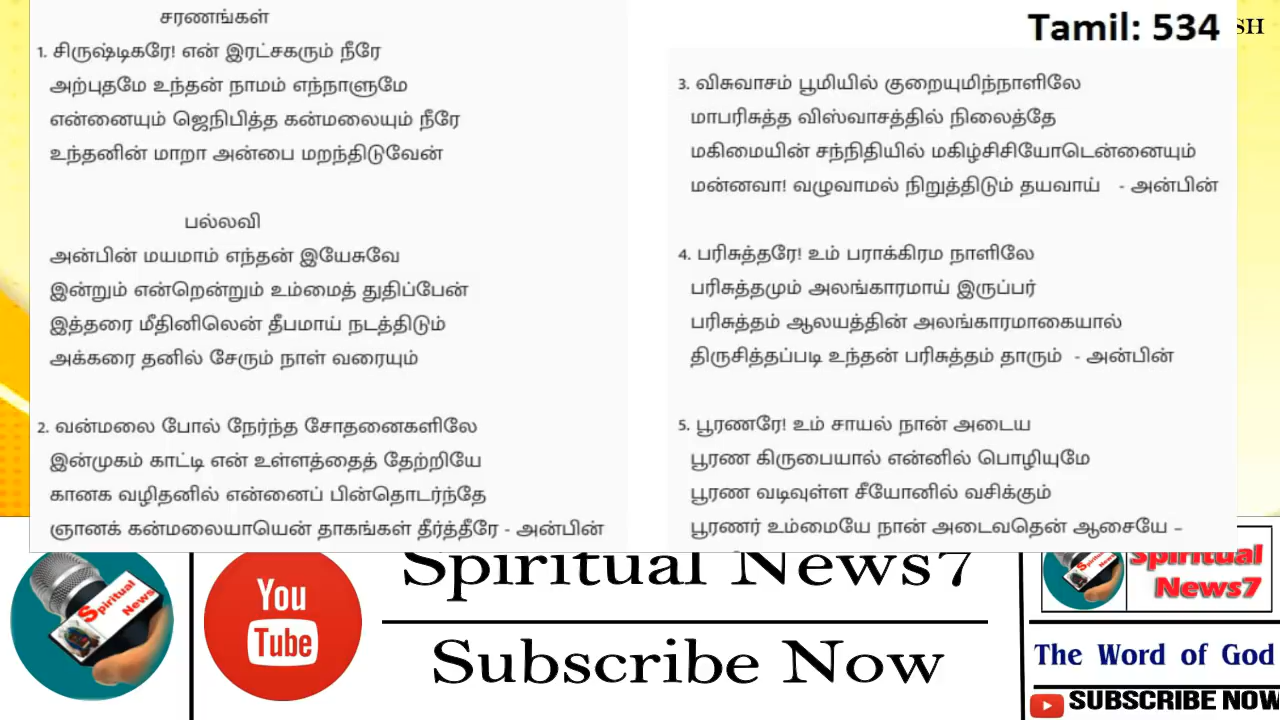 சரணங்கள்
1. சிருஷ்டிகரே! என் இரட்சகரும் நீரே
அற்புதமே உந்தன் நாமம் எந்நாளுமே
என்னையும் ஜெநிபித்த கன்மலையும் நீரே
உந்தனின் மாறா அன்பை மறந்திடுவேன்
பல்லவி
அன்பின் மயமாம் எந்தன் இயேசுவே
இன்றும் என்றென்றும் உம்மைத் துதிப்பேன்
இத்தரை மீதினிலென் தீபமாய் நடத்திடும்
அக்கரை தனில் சேரும் நாள் வரையும்
2. வன்மலை போல் நேர்ந்த சோதனைகளிலே
இன்முகம் காட்டி என் உள்ளத்தைத் தேற்றியே
கானக வழிதனில் என்னைப் பின்தொடர்ந்தே
ஞானக் கன்மலையாயென் தாகங்கள் தீர்த்தீரே - அன்பின்
Tamil: 534
SH
3. விசுவாசம் பூமியில் குறையுமிந்நாளிலே
மாபரிசுத்த விஸ்வாசத்தில் நிலைத்தே
மகிமையின் சந்நிதியில் மகிழ்சிசியோடென்னையும்
மன்னவா! வழுவாமல் நிறுத்திடும் தயவாய் - அன்பின்
4. பரிசுத்தரே! உம் பராக்கிரம நாளிலே
பரிசுத்தமும் அலங்காரமாய் இருப்பர்
பரிசுத்தம் ஆலயத்தின் அலங்காரமாகையால்
திருசித்தப்படி உந்தன் பரிசுத்தம் தாரும் - அன்பின்
5. பூரணரே! உம் சாயல் நான் அடைய
பூரண கிருபையால் என்னில் பொழியுமே
பூரண வடிவுள்ள சீயோனில் வசிக்கும்
பூரணர் உம்மையே நான் அடைவதென் ஆசையே –
Spiritual News
You
Tube
Spiritual News7
Subscribe Now
Spiritual
News7
The Word of God
SUBSCRIBE NOW